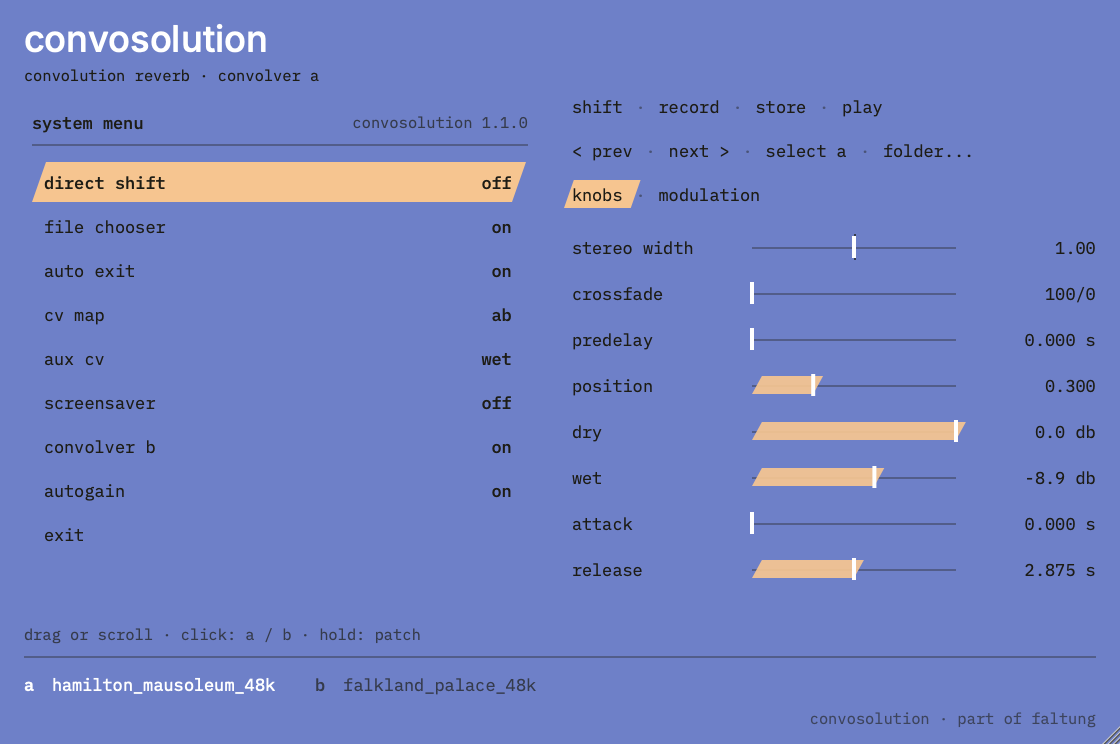 convosolution
convolution reverb · convolver a
system menu convosolution 1.1.0
direct shift off
file chooser on
auto exit on
cv map ab
aux cv wet
screensaver off
convolver b on
autogain on
exit
shift · record · store · play
< prev · next > · select a · folder...
knobs · modulation
stereo width 1.00
crossfade 100/0
predelay 0.000 s
position 0.300
dry 0.0 db
wet -8.9 db
attack 0.000 s
release 2.875 s
drag or scroll · click: a / b · hold: patch
a hamilton_mausoleum_48k b falkland_palace_48k
convosolution · part of faltung